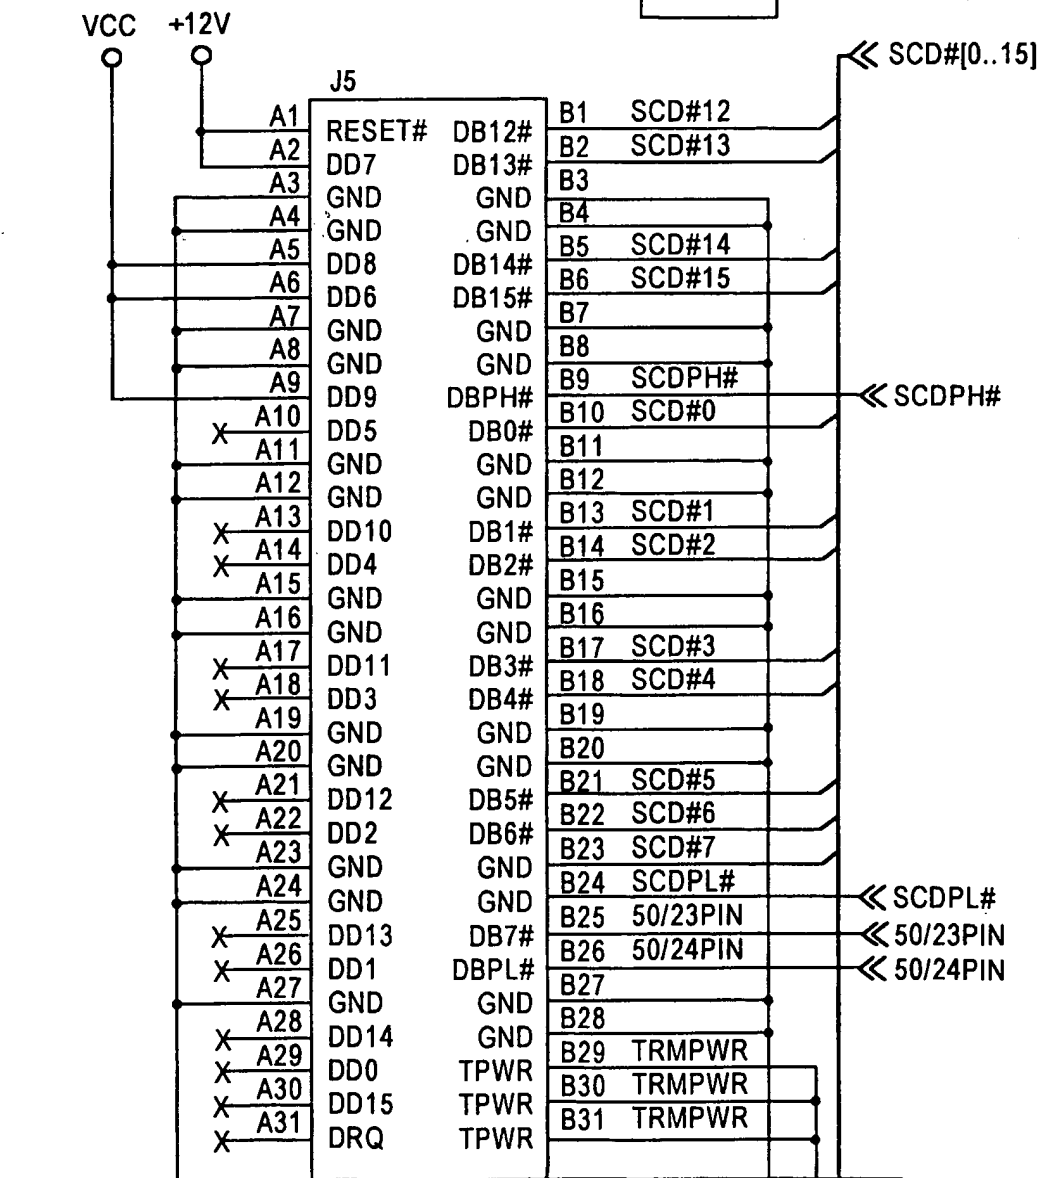 VCC +12V
SCD#[0..15]
J5
A1 RESET# DB12# B1 SCD#12
A2 DD7 DB13# B2 SCD#13
A3 GND GND B3
A4 GND GND B4
A5 DD8 DB14# B5 SCD#14
A6 DD6 DB15# B6 SCD#15
A7 GND GND B7
A8 GND GND B8
A9 DD9 DBPH# B9 SCDPH# SCDPH#
A10 DD5 DB0# B10 SCD#0
A11 GND GND B11
A12 GND GND B12
A13 DD10 DB1# B13 SCD#1
A14 DD4 DB2# B14 SCD#2
A15 GND GND B15
A16 GND GND B16
A17 DD11 DB3# B17 SCD#3
A18 DD3 DB4# B18 SCD#4
A19 GND GND B19
A20 GND GND B20
A21 DD12 DB5# B21 SCD#5
A22 DD2 DB6# B22 SCD#6
A23 GND GND B23 SCD#7
A24 GND GND B24 SCDPL# SCDPL#
A25 DD13 DB7# B25 50/23PIN 50/23PIN
A26 DD1 DBPL# B26 50/24PIN 50/24PIN
A27 GND GND B27
A28 DD14 GND B28
A29 DD0 TPWR B29 TRMPWR
A30 DD15 TPWR B30 TRMPWR
A31 DRQ TPWR B31 TRMPWR